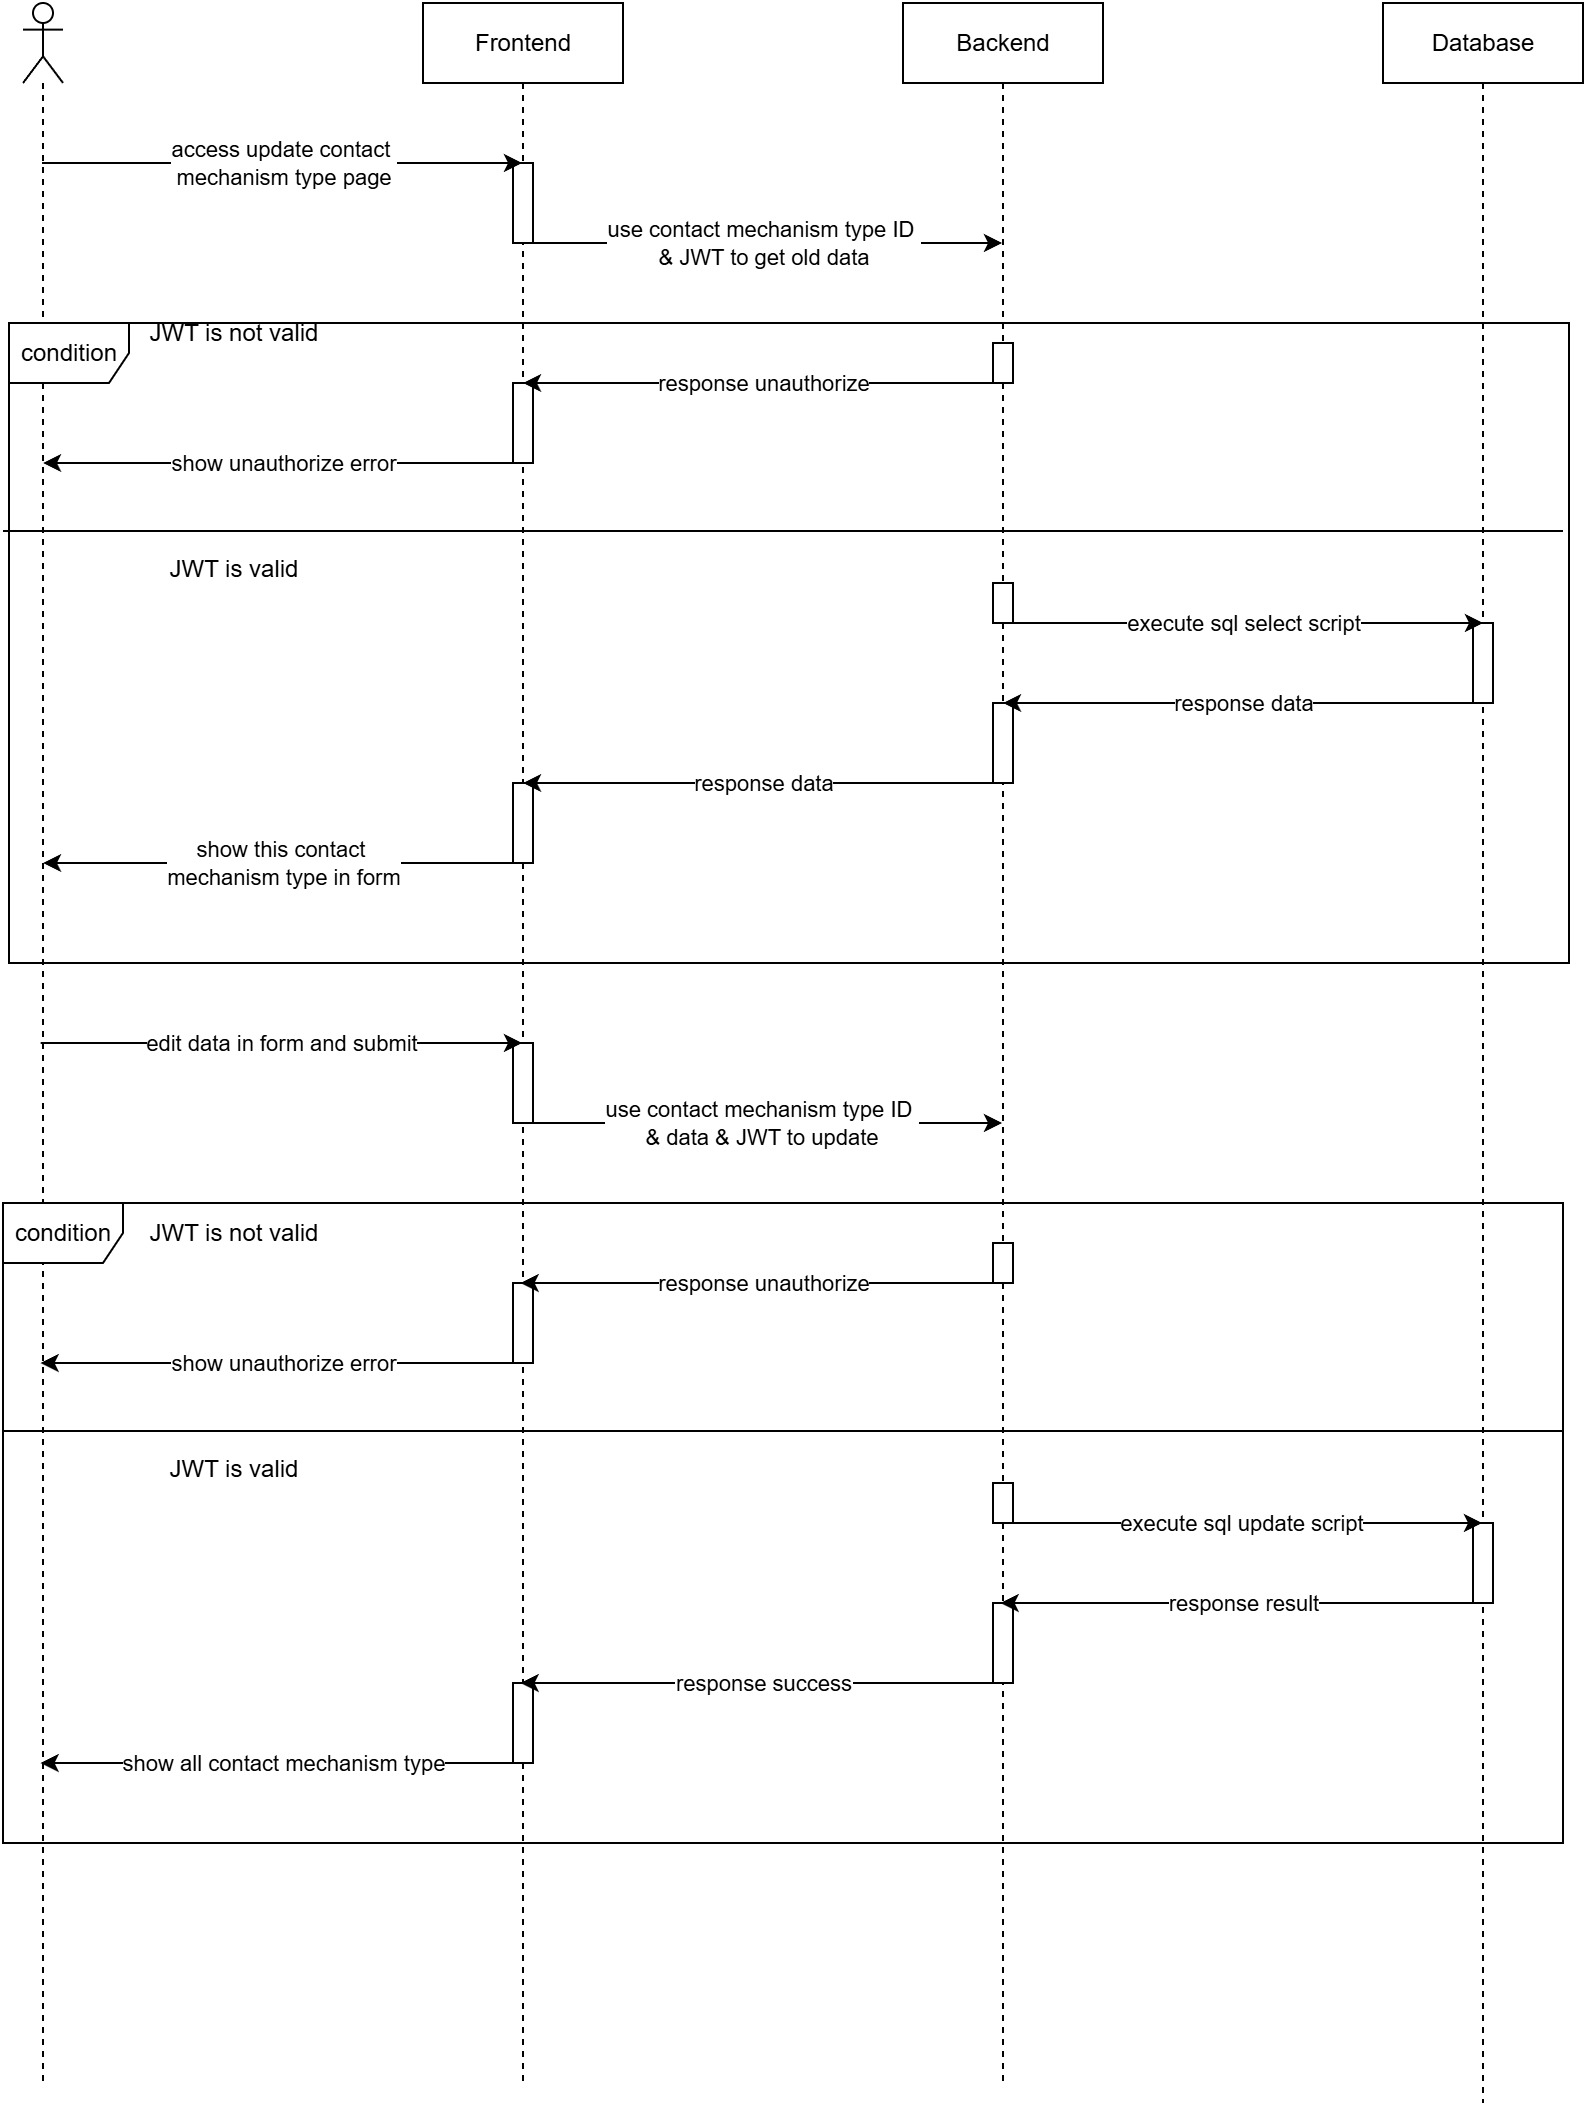 Frontend
Backend
Database
access update contact
mechanism type page
use contact mechanism type ID
& JWT to get old data
condition
JWT is not valid
response unauthorize
show unauthorize error
JWT is valid
execute sql select script
response data
response data
show this contact
mechanism type in form
edit data in form and submit
use contact mechanism type ID
& data & JWT to update
condition
JWT is not valid
response unauthorize
show unauthorize error
JWT is valid
execute sql update script
response result
response success
show all contact mechanism type